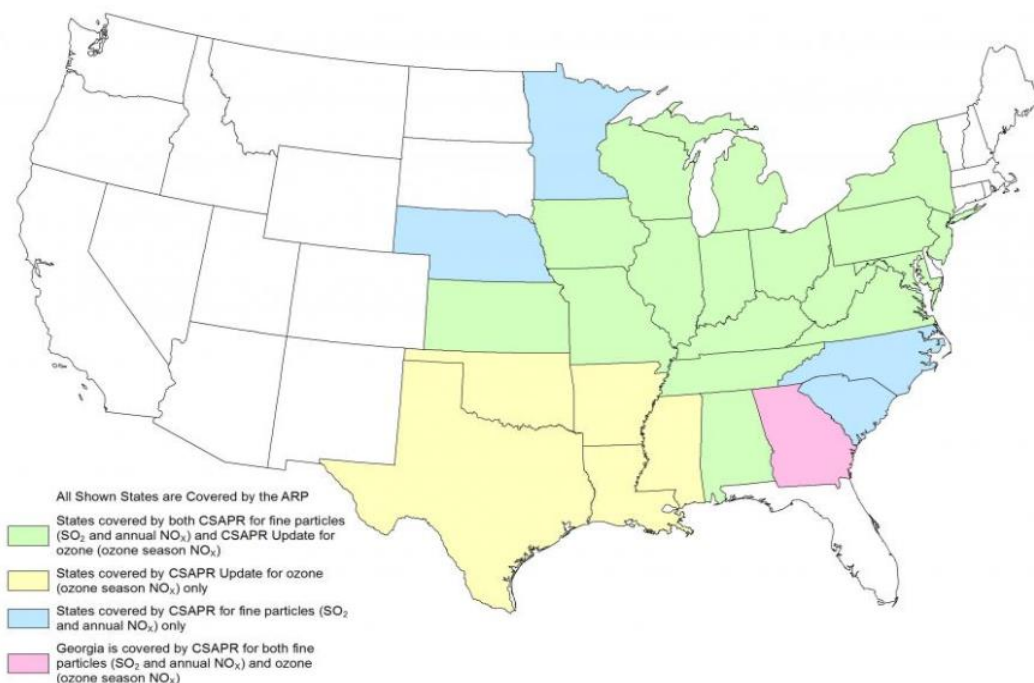 All Shown States are Covered by the ARP
States covered by both CSAPR for fine particles
(SO₂ and annual NOₓ) and CSAPR Update for
ozone (ozone season NOₓ)
States covered by CSAPR Update for ozone
(ozone season NOₓ) only
States covered by CSAPR for fine particles (SO₂
and annual NOₓ) only
Georgia is covered by CSAPR for both fine
particles (SO₂ and annual NOₓ) and ozone
(ozone season NOₓ)